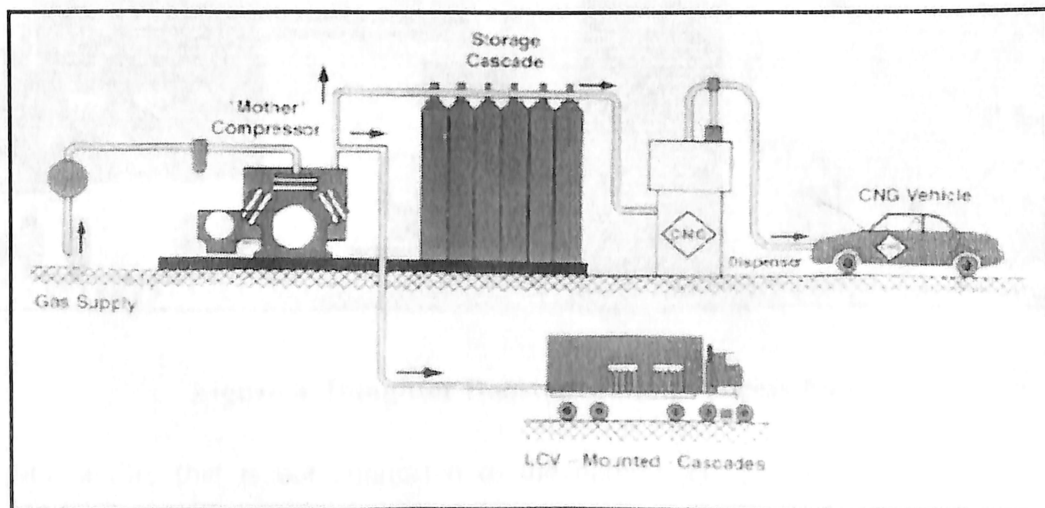 Storage
Cascade
'Mother'
Compressor
CNG Vehicle
CNG
Dispenser
Gas Supply
LCV - Mounted - Cascades